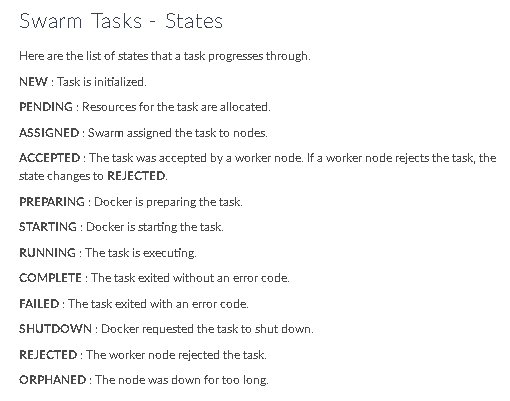 Swarm Tasks - States
Here are the list of states that a task progresses through.
NEW : Task is initialized.
PENDING : Resources for the task are allocated.
ASSIGNED : Swarm assigned the task to nodes.
ACCEPTED : The task was accepted by a worker node. If a worker node rejects the task, the
state changes to REJECTED.
PREPARING : Docker is preparing the task.
STARTING : Docker is starting the task.
RUNNING : The task is executing.
COMPLETE : The task exited without an error code.
FAILED : The task exited with an error code.
SHUTDOWN : Docker requested the task to shut down.
REJECTED : The worker node rejected the task.
ORPHANED : The node was down for too long.